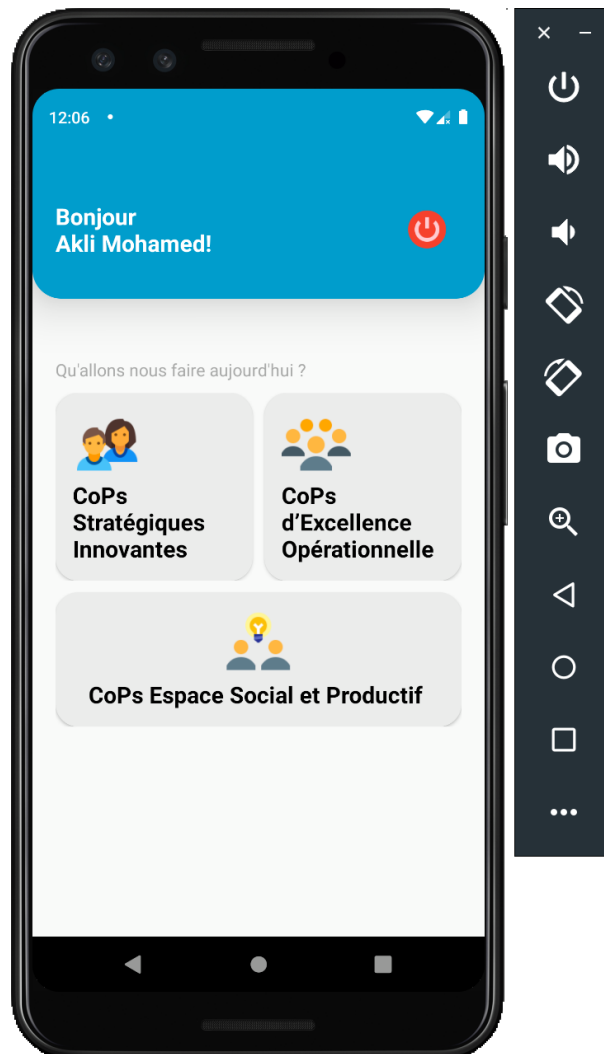 12:06
Bonjour
Akli Mohamed!
Qu'allons nous faire aujourd'hui ?
CoPs
Stratégiques
Innovantes
CoPs
d’Excellence
Opérationnelle
CoPs Espace Social et Productif